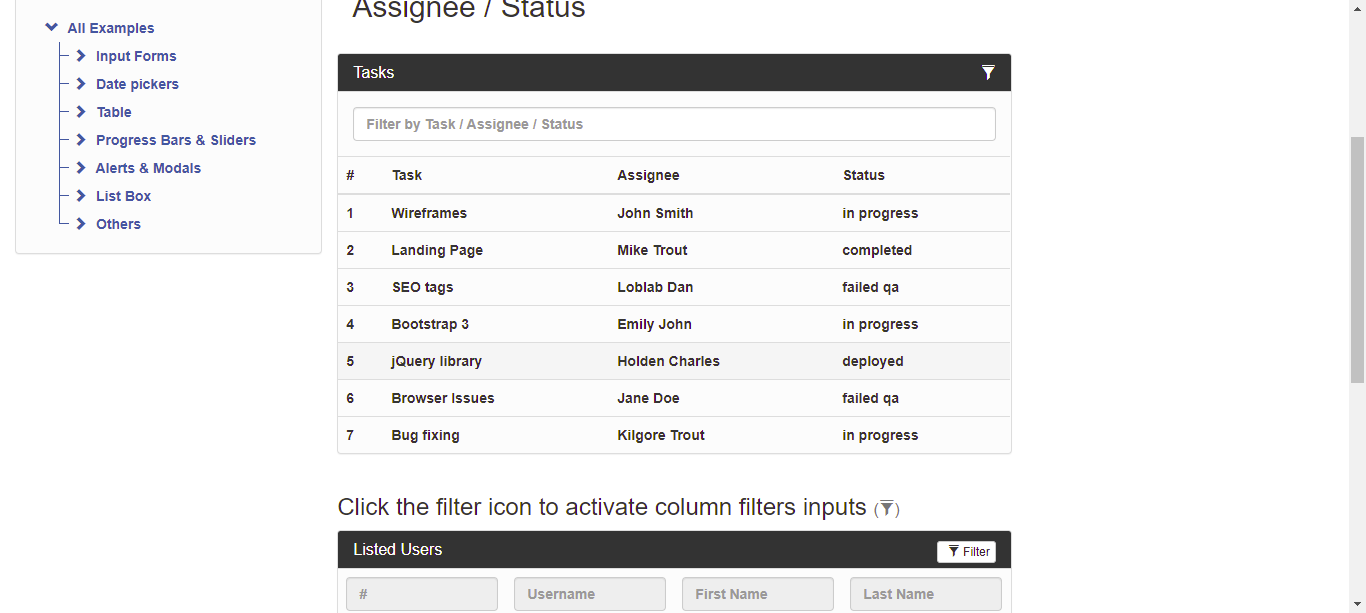 Assignee / Status
All Examples
Input Forms
Date pickers
Table
Progress Bars & Sliders
Alerts & Modals
List Box
Others
Tasks
Filter by Task / Assignee / Status
# Task Assignee Status
1 Wireframes John Smith in progress
2 Landing Page Mike Trout completed
3 SEO tags Loblab Dan failed qa
4 Bootstrap 3 Emily John in progress
5 jQuery library Holden Charles deployed
6 Browser Issues Jane Doe failed qa
7 Bug fixing Kilgore Trout in progress
Click the filter icon to activate column filters inputs ()
Listed Users Filter
# Username First Name Last Name